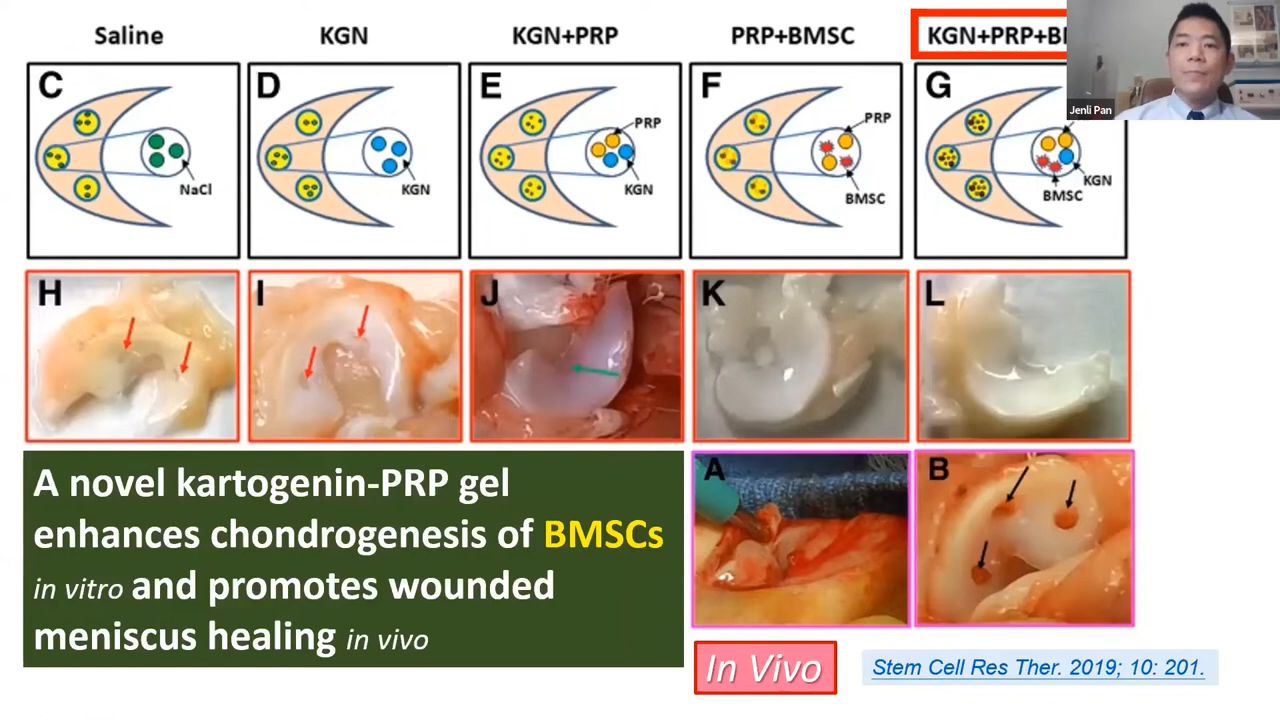 Saline
KGN
KGN+PRP
PRP+BMSC
KGN+PRP+
Jenli Pan
C
NaCl
D
KGN
E
PRP
KGN
F
PRP
BMSC
G
KGN
BMSC
H
I
J
K
L
A novel kartogenin-PRP gel
enhances chondrogenesis of BMSCs
in vitro and promotes wounded
meniscus healing in vivo
A
B
In Vivo
Stem Cell Res Ther. 2019; 10: 201.